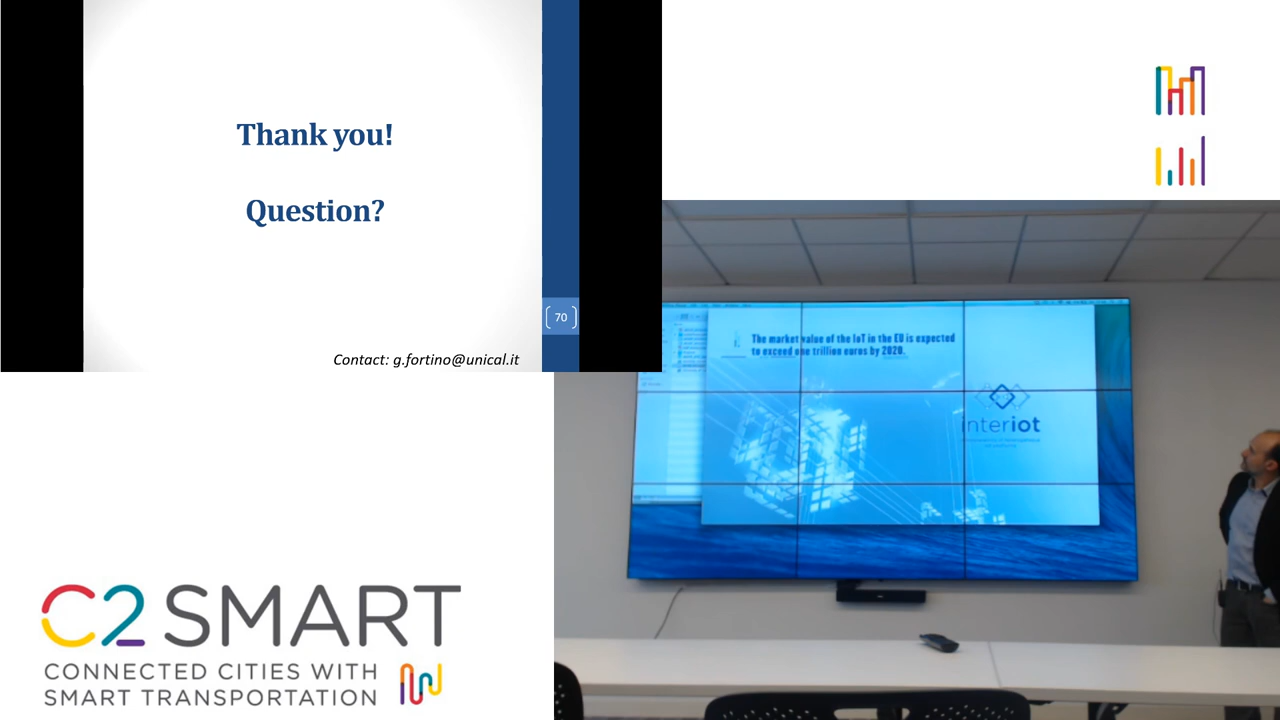 Thank you!
Question?
70
Contact: g.fortino@unical.it
The market value of the IoT in the EU is expected
to exceed one trillion euros by 2020.
interiot
C2SMART
CONNECTED CITIES WITH
SMART TRANSPORTATION